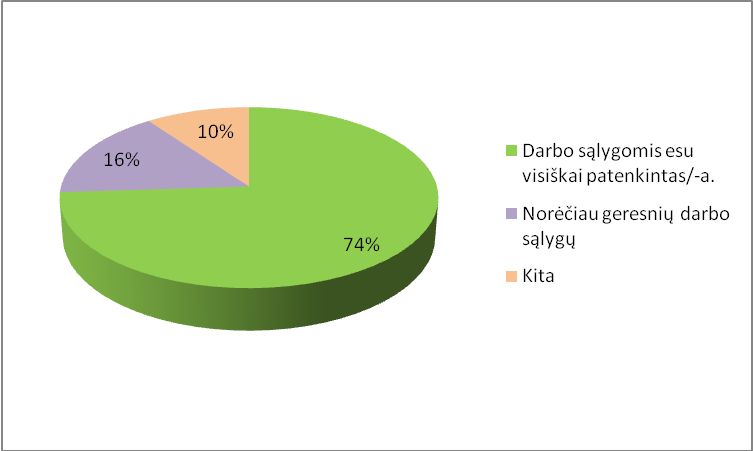 10%
16%
74%
Darbo sąlygomis esu
visiškai patenkintas/-a.
Norėčiau geresnių darbo
sąlygų
Kita